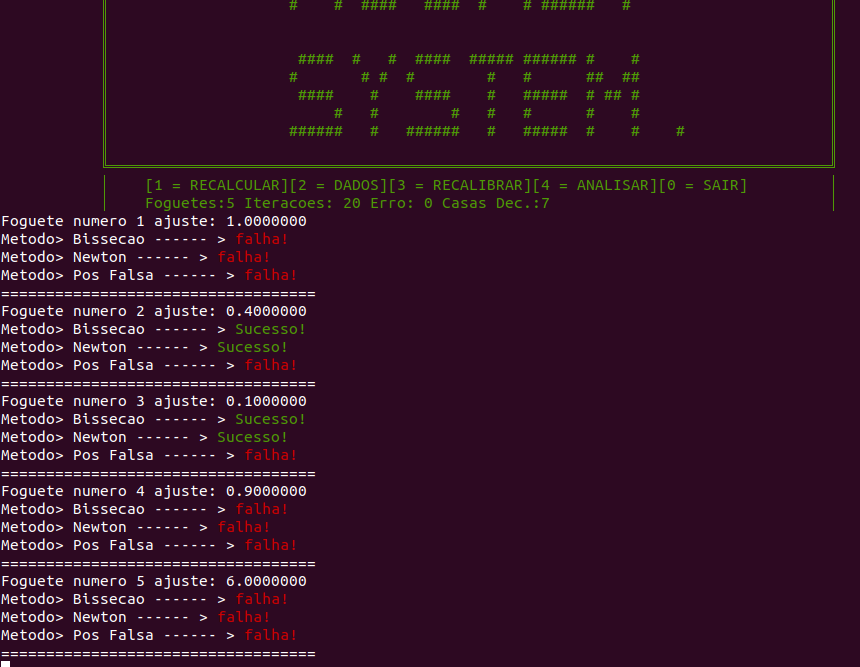 SYSTEM.
[1 = RECALCULAR][2 = DADOS][3 = RECALIBRAR][4 = ANALISAR][0 = SAIR]
Foguetes:5 Iteracoes: 20 Erro: 0 Casas Dec.:7
Foguete numero 1 ajuste: 1.0000000
Metodo> Bissecao ------ > falha!
Metodo> Newton ------ > falha!
Metodo> Pos Falsa ------ > falha!
===================================
Foguete numero 2 ajuste: 0.4000000
Metodo> Bissecao ------ > Sucesso!
Metodo> Newton ------ > Sucesso!
Metodo> Pos Falsa ------ > falha!
===================================
Foguete numero 3 ajuste: 0.1000000
Metodo> Bissecao ------ > Sucesso!
Metodo> Newton ------ > Sucesso!
Metodo> Pos Falsa ------ > falha!
===================================
Foguete numero 4 ajuste: 0.9000000
Metodo> Bissecao ------ > falha!
Metodo> Newton ------ > falha!
Metodo> Pos Falsa ------ > falha!
===================================
Foguete numero 5 ajuste: 6.0000000
Metodo> Bissecao ------ > falha!
Metodo> Newton ------ > falha!
Metodo> Pos Falsa ------ > falha!
===================================